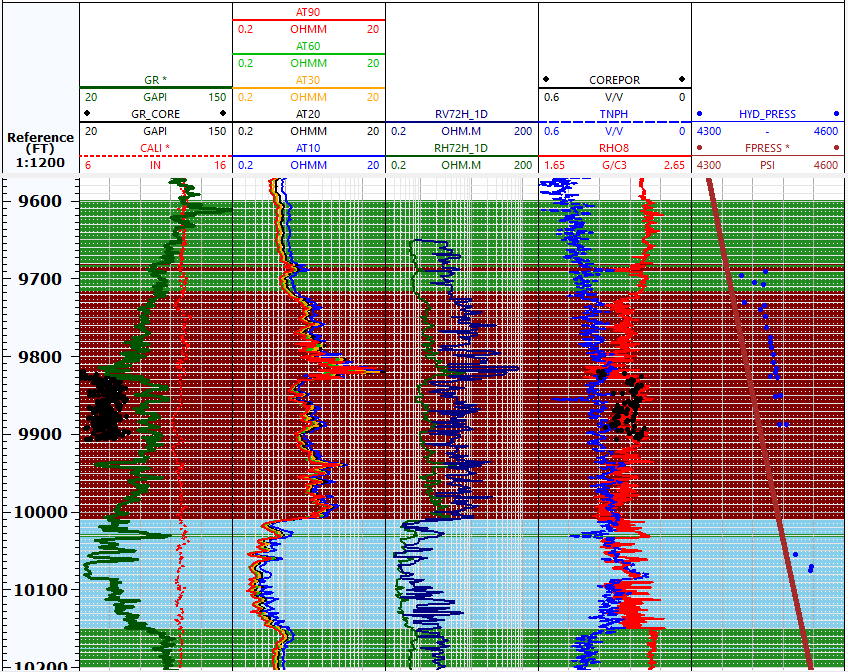 AT90
0.2 OHMM 20
AT60
0.2 OHMM 20
GR * AT30 COREPOR
20 GAPI 150 0.2 OHMM 20 0.6 V/V 0
GR_CORE AT20 RV72H_1D TNPH HYD_PRESS
Reference 20 GAPI 150 0.2 OHMM 20 0.2 OHM.M 200 0.6 V/V 0 4300 - 4600
(FT) CALI * AT10 RH72H_1D RHO8 FPRESS *
1:1200 6 IN 16 0.2 OHMM 20 0.2 OHM.M 200 1.65 G/C3 2.65 4300 PSI 4600
9600
9700
9800
9900
10000
10100
10200